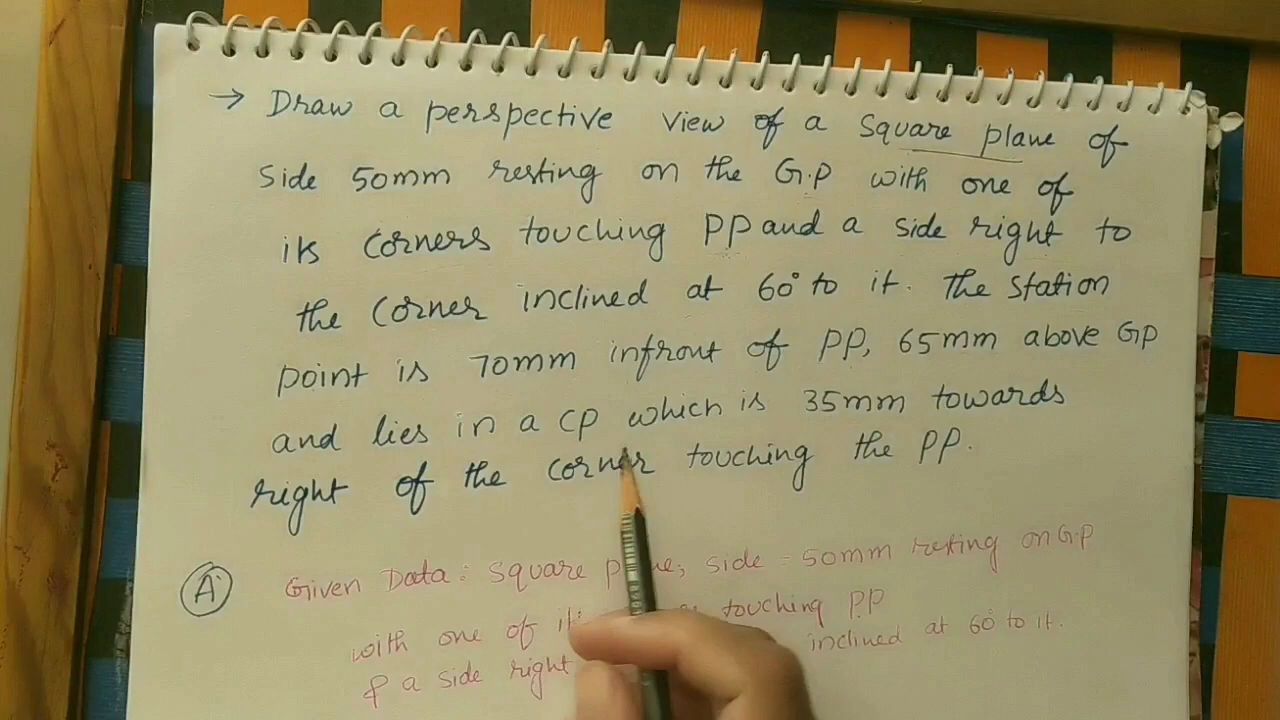 → Draw a perspective view of a square plane of
side 50mm resting on the G.P with one of
its corners touching PP and a side right to
the corner inclined at 60° to it. The station
point is 70mm infront of PP, 65mm above GP
and lies in a CP which is 35mm towards
right of the corner touching the PP.
A Given Data: square side = 50mm resting on G.P
with one of touching PP
& a side right inclined at 60° to it.